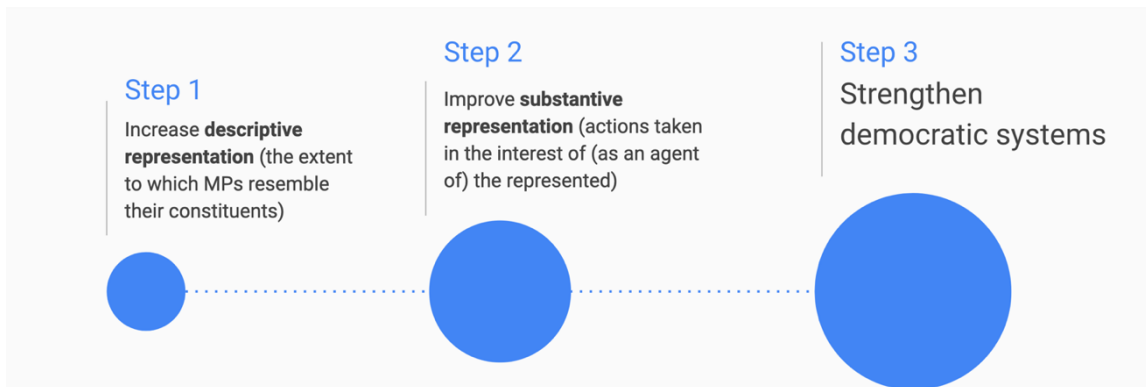 Step 1
Increase descriptive
representation (the extent
to which MPs resemble
their constituents)
Step 2
Improve substantive
representation (actions taken
in the interest of (as an agent
of) the represented)
Step 3
Strengthen
democratic systems